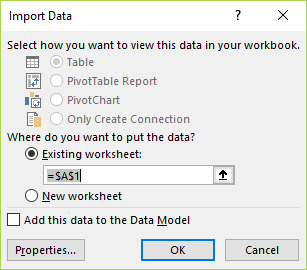 Import Data
Select how you want to view this data in your workbook.
Table
PivotTable Report
PivotChart
Only Create Connection
Where do you want to put the data?
Existing worksheet:
=$A$1
New worksheet
Add this data to the Data Model
Properties...
OK
Cancel